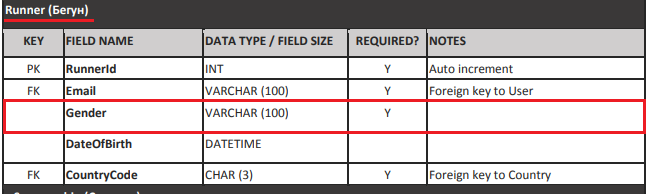 Runner (Бегун)
KEY FIELD NAME DATA TYPE / FIELD SIZE REQUIRED? NOTES
PK RunnerId INT Y Auto increment
FK Email VARCHAR (100) Y Foreign key to User
Gender VARCHAR (100) Y
DateOfBirth DATETIME
FK CountryCode CHAR (3) Y Foreign key to Country